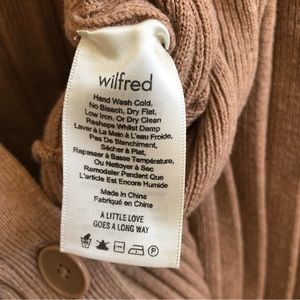 wilfred
Hand Wash Cold,
No Bleach, Dry Flat,
Low Iron, Or Dry Clean
Reshape Whilst Damp
Laver à La Main à L'eau Froide,
Pas De Blanchiment,
Sécher à Plat,
Repasser à Basse Température,
Ou Nettoyer à Sec
Remodeler Pendant Que
L'article Est Encore Humide
Made in China
Fabriqué en China
A LITTLE LOVE
GOES A LONG WAY
P